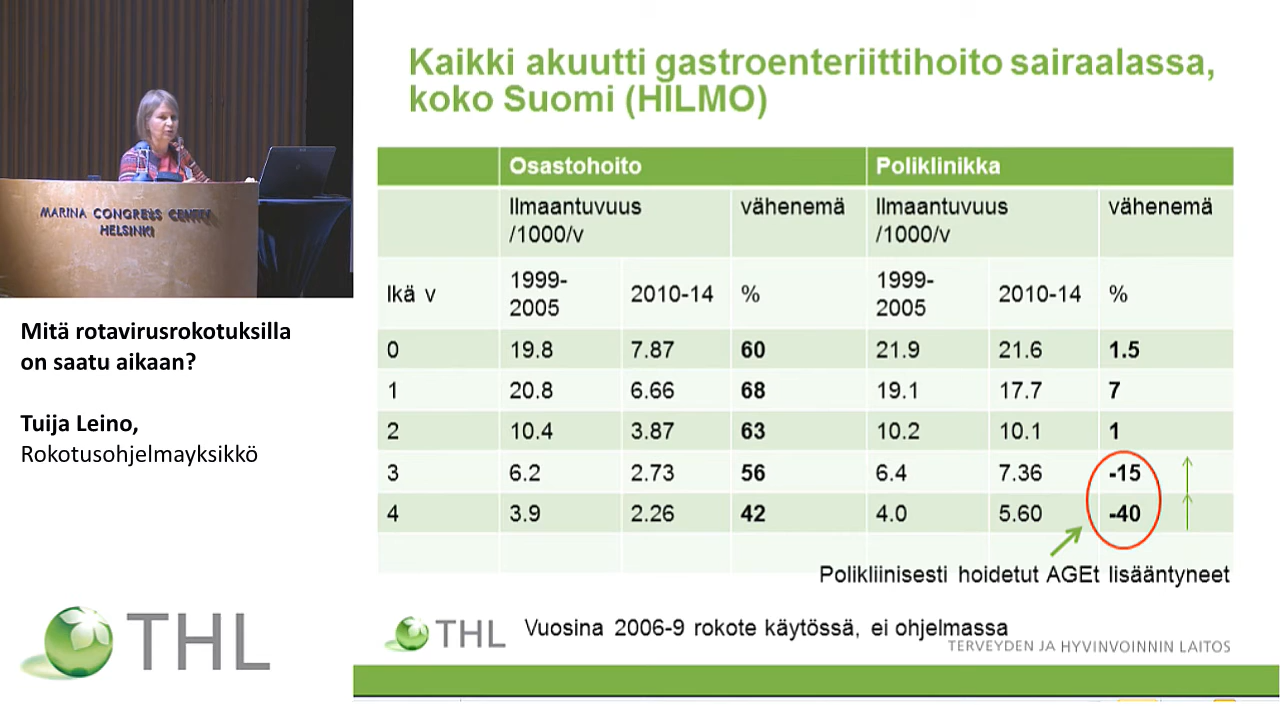 Kaikki akuutti gastroenteriittihoito sairaalassa,
koko Suomi (HILMO)
Osastohoito Poliklinikka
Ilmaantuvuus /1000/v vähenemä Ilmaantuvuus /1000/v vähenemä
Ikä v 1999-2005 2010-14 % 1999-2005 2010-14 %
0 19.8 7.87 60 21.9 21.6 1.5
1 20.8 6.66 68 19.1 17.7 7
2 10.4 3.87 63 10.2 10.1 1
3 6.2 2.73 56 6.4 7.36 -15
4 3.9 2.26 42 4.0 5.60 -40
Polikliinisesti hoidetut AGEt lisääntyneet
Vuosina 2006-9 rokote käytössä, ei ohjelmassa
THL
TERVEYDEN JA HYVINVOINNIN LAITOS
MARINA CONGRESS CENTER
HELSINKI
Mitä rotavirusrokotuksilla
on saatu aikaan?
Tuija Leino,
Rokotusohjelmayksikkö
THL